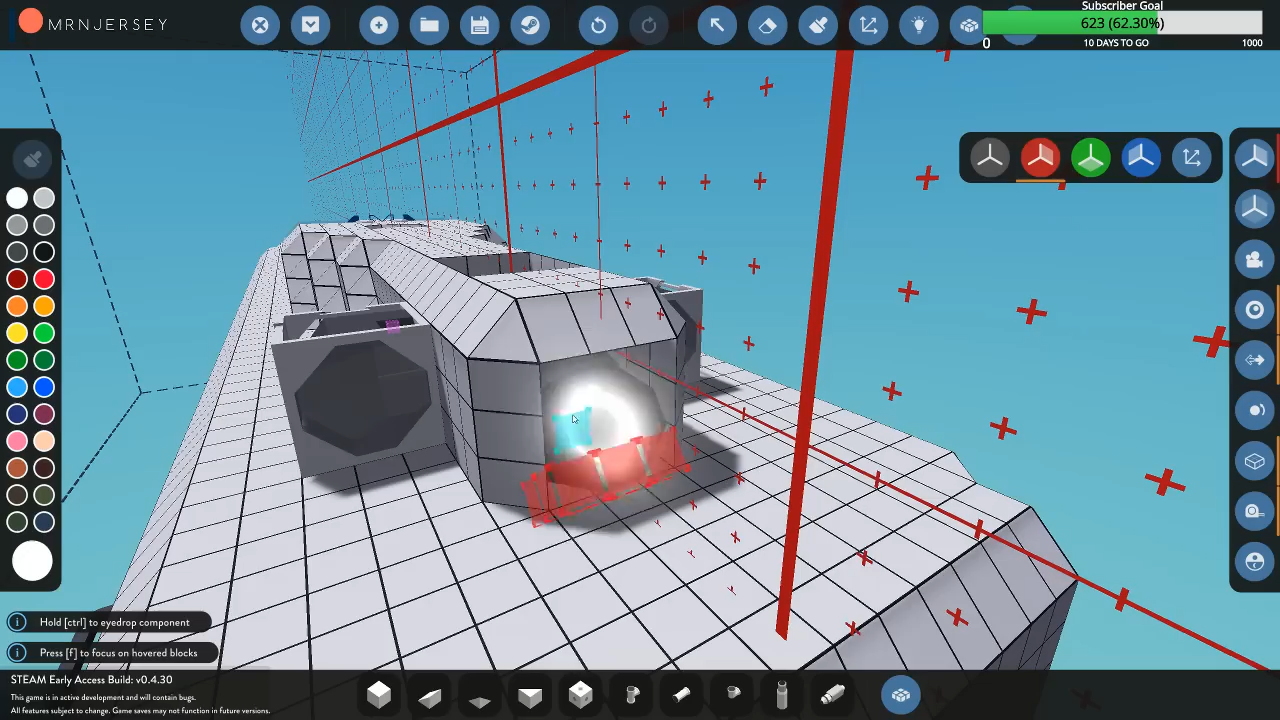 MRNJERSEY
Subscriber Goal
623 (62.30%)
0
10 DAYS TO GO
1000
Hold [ctrl] to eyedrop component
Press [f] to focus on hovered blocks
STEAM Early Access Build: v0.4.30
This game is in active development and will contain bugs.
All features subject to change. Game saves may not function in future versions.